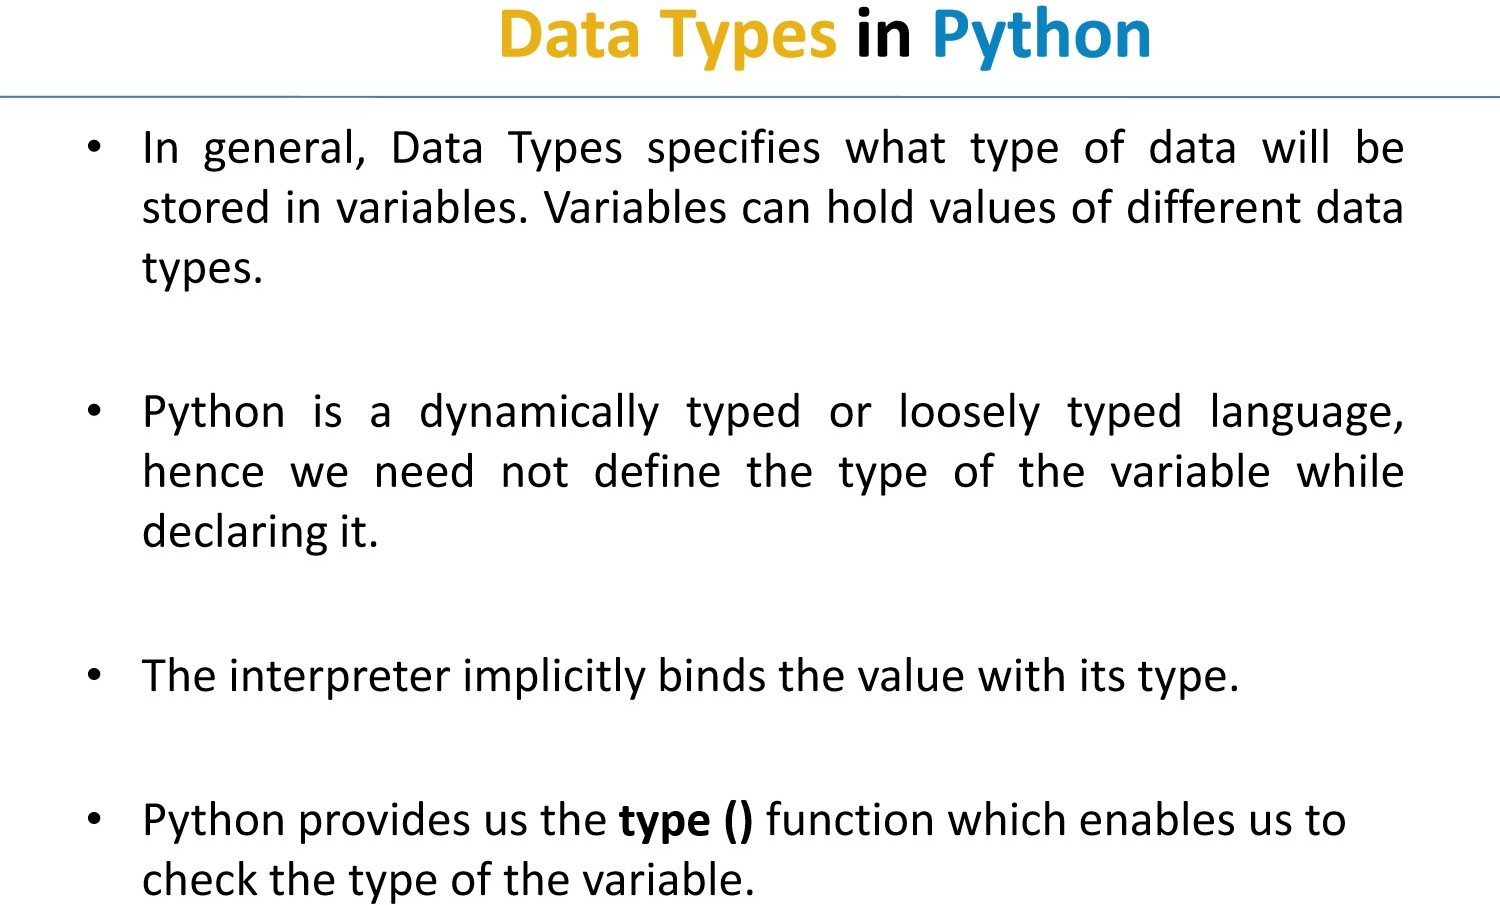 Data Types in Python
• In general, Data Types specifies what type of data will be
stored in variables. Variables can hold values of different data
types.
• Python is a dynamically typed or loosely typed language,
hence we need not define the type of the variable while
declaring it.
• The interpreter implicitly binds the value with its type.
• Python provides us the type () function which enables us to
check the type of the variable.